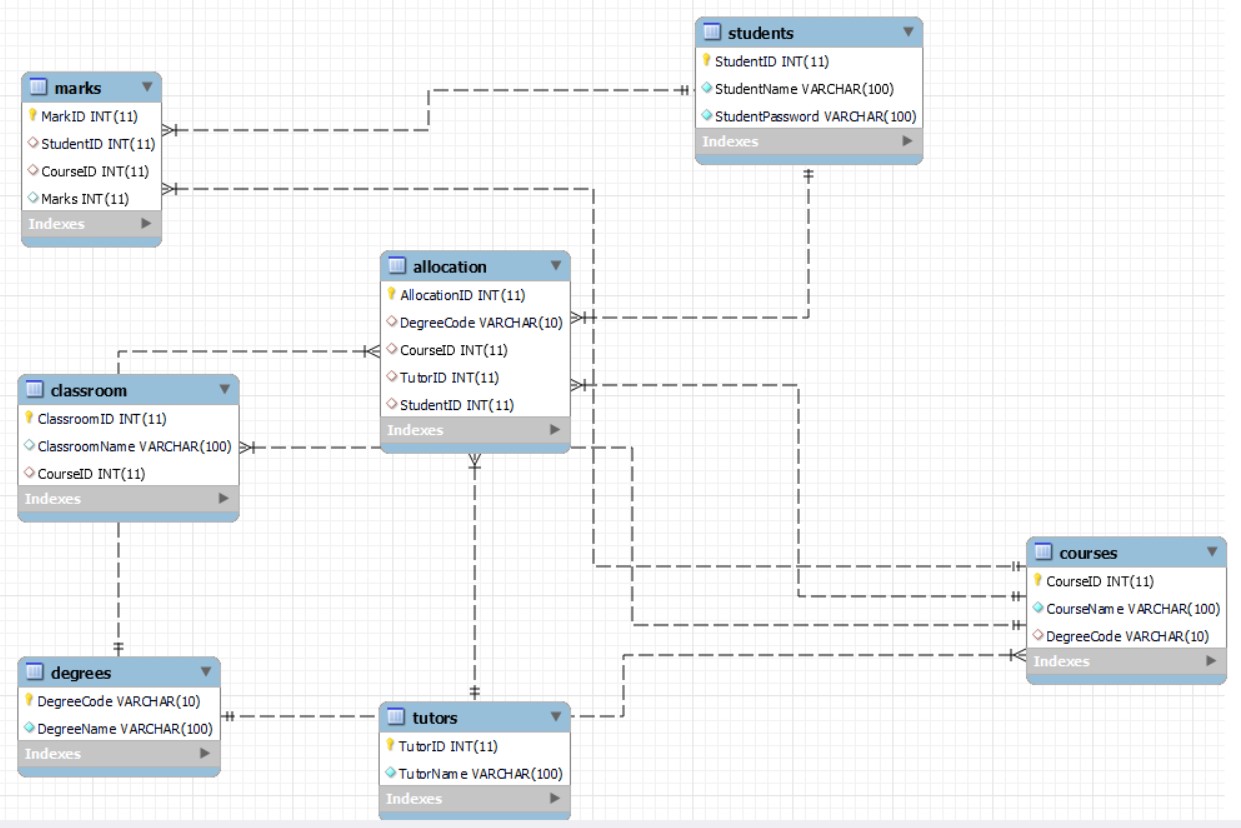 students
StudentID INT(11)
StudentName VARCHAR(100)
StudentPassword VARCHAR(100)
Indexes
marks
MarkID INT(11)
StudentID INT(11)
CourseID INT(11)
Marks INT(11)
Indexes
allocation
AllocationID INT(11)
DegreeCode VARCHAR(10)
CourseID INT(11)
TutorID INT(11)
StudentID INT(11)
Indexes
classroom
ClassroomID INT(11)
ClassroomName VARCHAR(100)
CourseID INT(11)
Indexes
courses
CourseID INT(11)
CourseName VARCHAR(100)
DegreeCode VARCHAR(10)
Indexes
degrees
DegreeCode VARCHAR(10)
DegreeName VARCHAR(100)
Indexes
tutors
TutorID INT(11)
TutorName VARCHAR(100)
Indexes